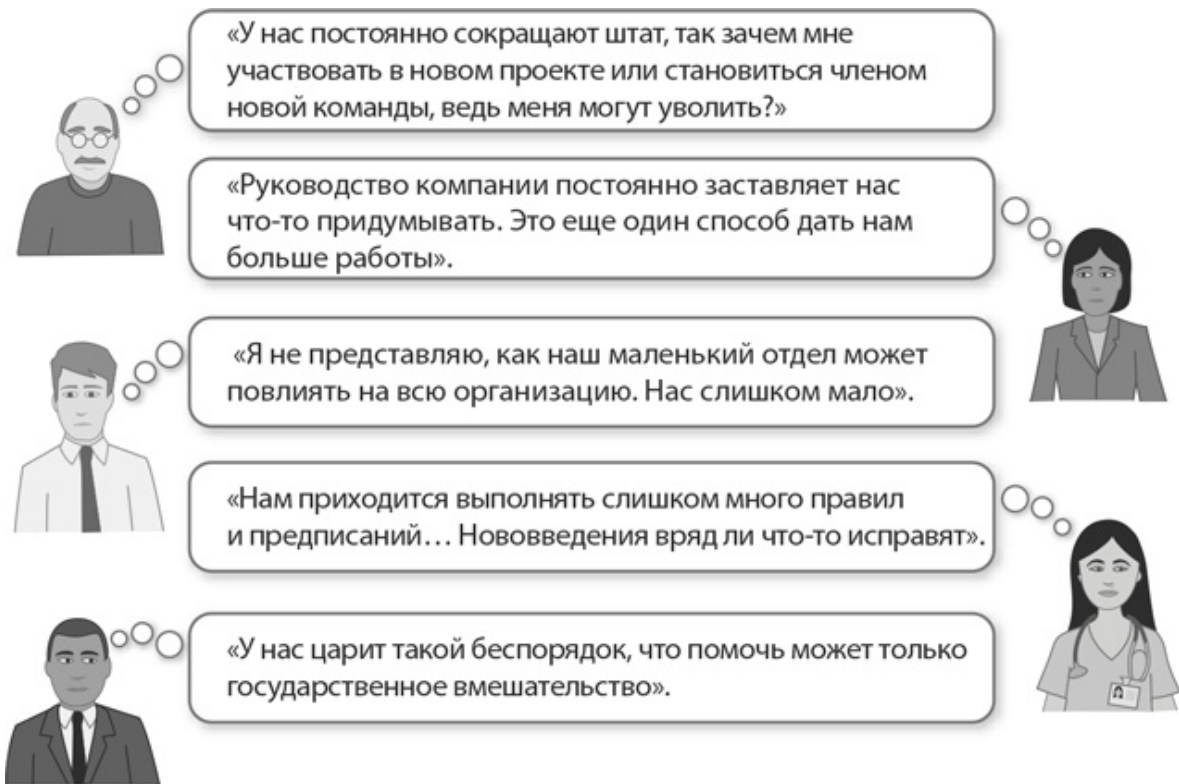 «У нас постоянно сокращают штат, так зачем мне
участвовать в новом проекте или становиться членом
новой команды, ведь меня могут уволить?»
«Руководство компании постоянно заставляет нас
что-то придумывать. Это еще один способ дать нам
больше работы».
«Я не представляю, как наш маленький отдел может
повлиять на всю организацию. Нас слишком мало».
«Нам приходится выполнять слишком много правил
и предписаний… Нововведения вряд ли что-то исправят».
«У нас царит такой беспорядок, что помочь может только
государственное вмешательство».